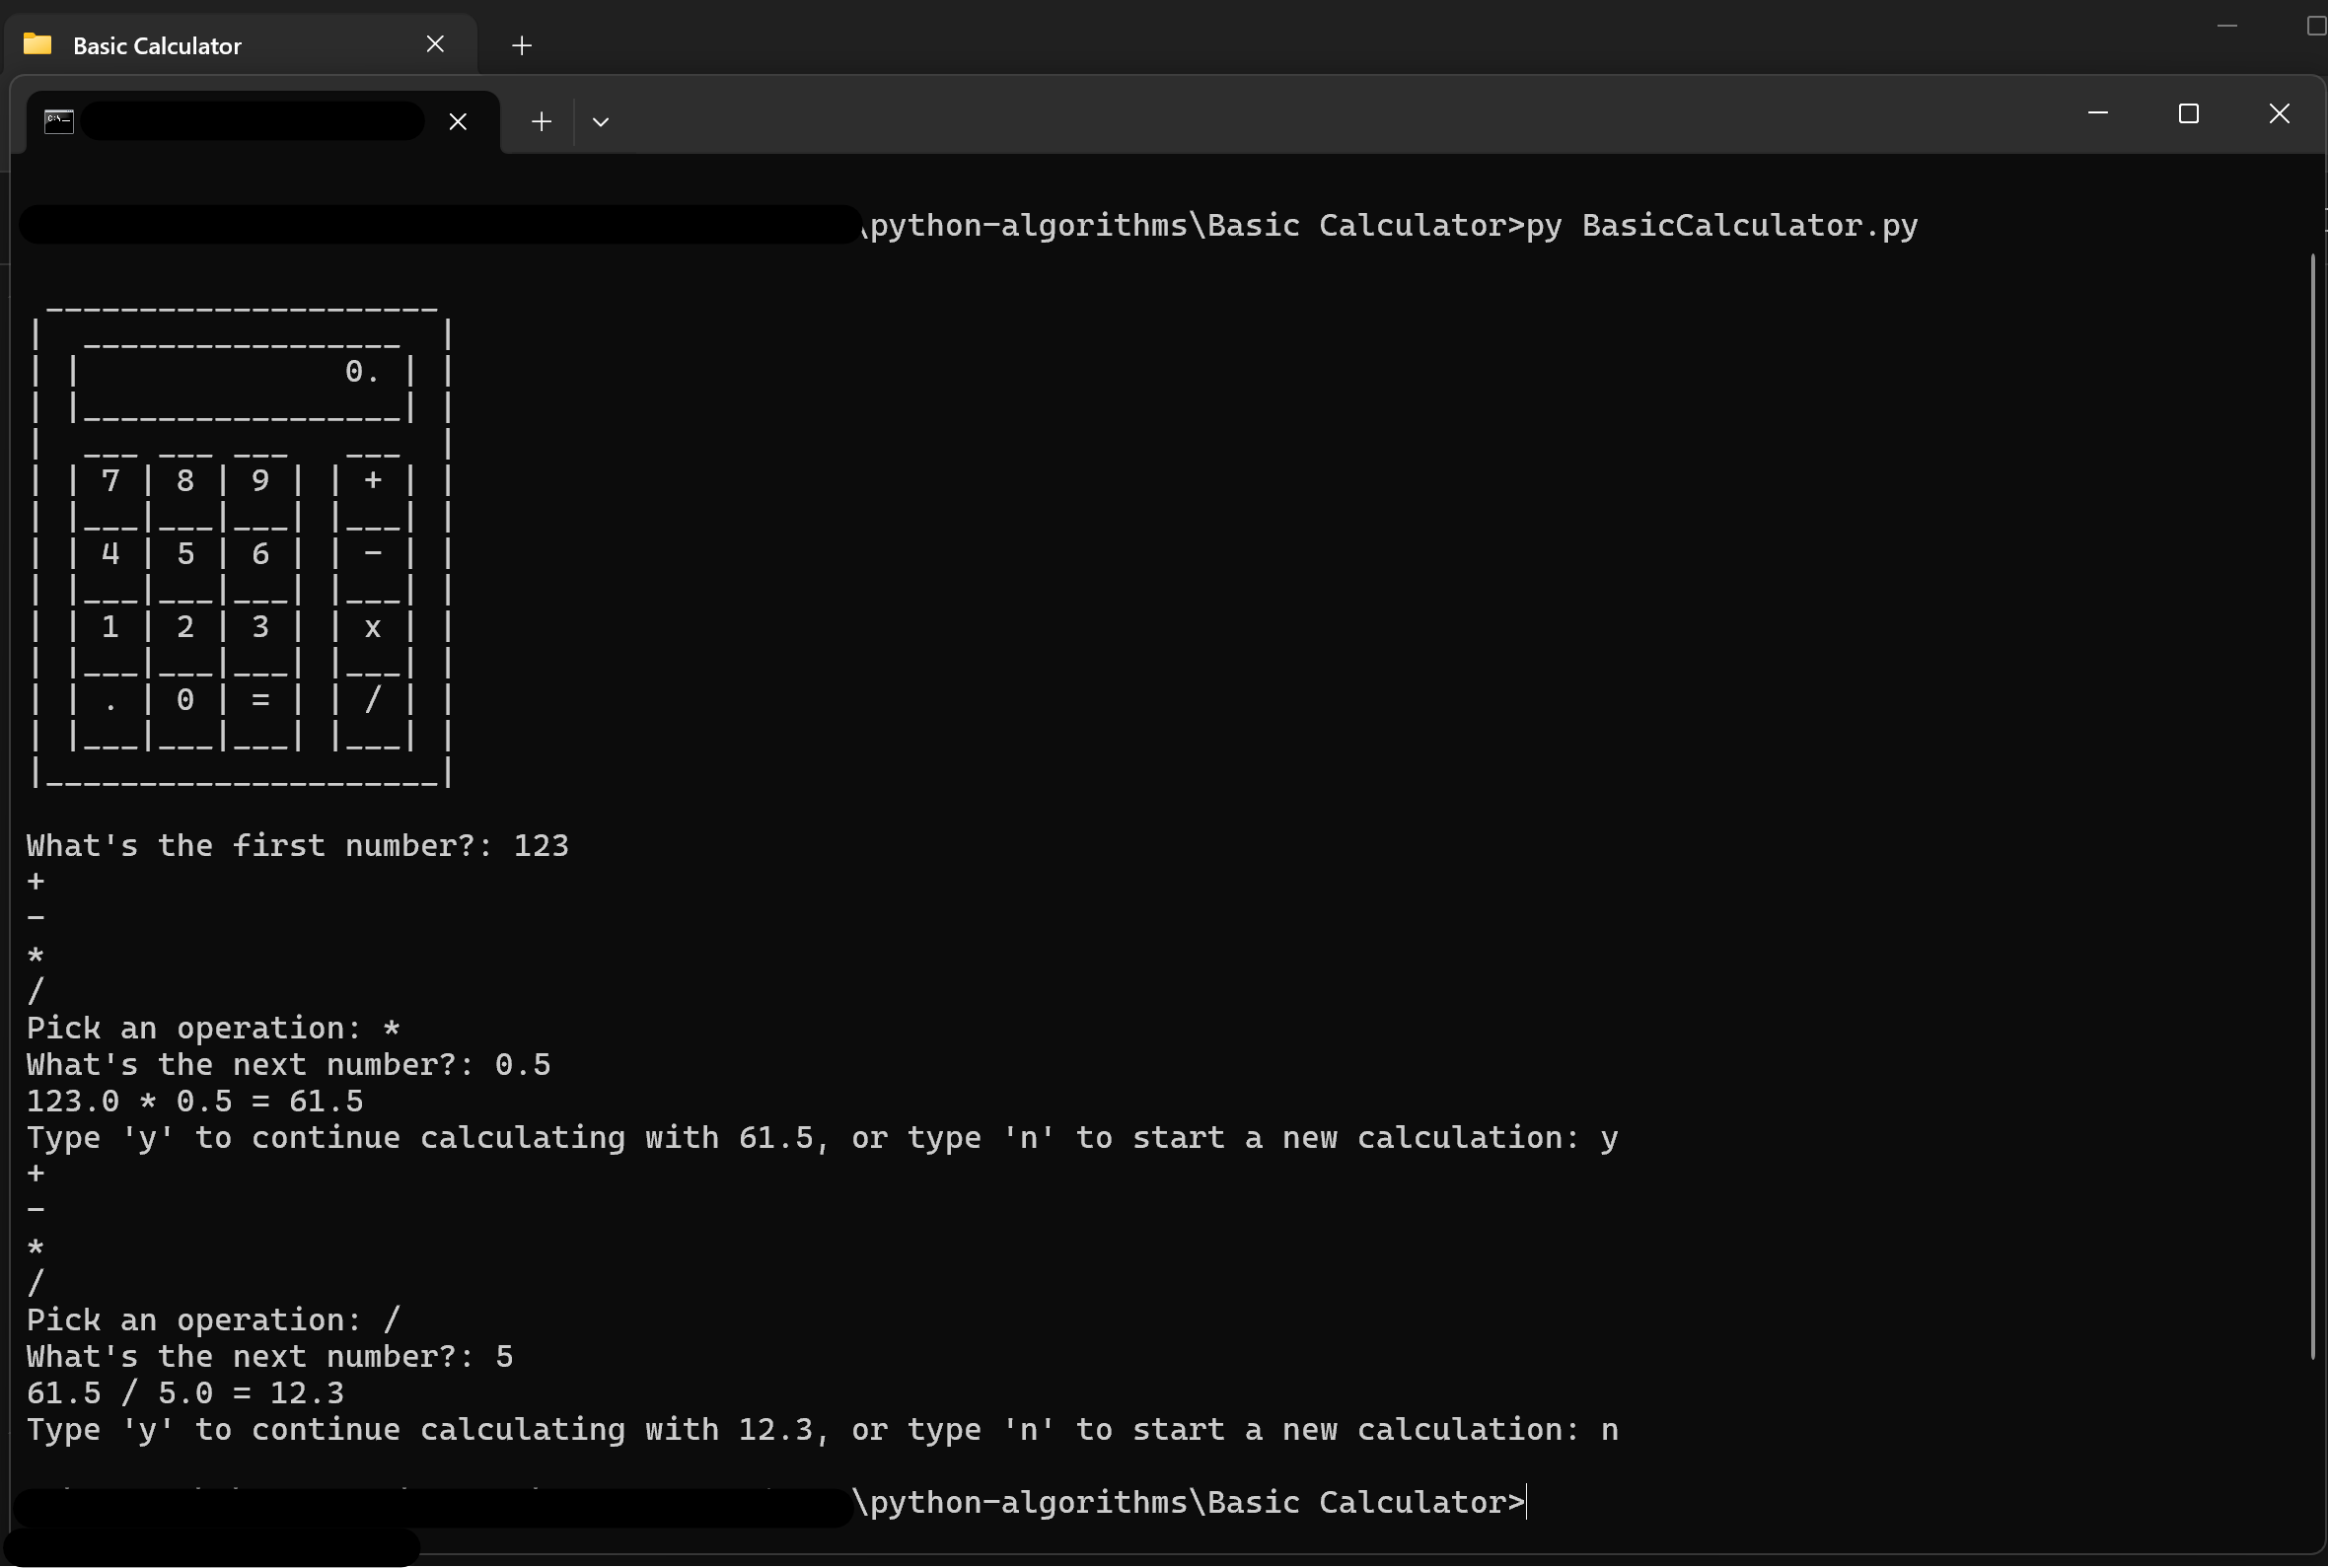 Basic Calculator
\python-algorithms\Basic Calculator>py BasicCalculator.py
 _____________________
|  _________________  |
| |              0. | |
| |_________________| |
|  ___ ___ ___   ___  |
| | 7 | 8 | 9 | | + | |
| |___|___|___| |___| |
| | 4 | 5 | 6 | | - | |
| |___|___|___| |___| |
| | 1 | 2 | 3 | | x | |
| |___|___|___| |___| |
| | . | 0 | = | | / | |
| |___|___|___| |___| |
|_____________________|
What's the first number?: 123
+
-
*
/
Pick an operation: *
What's the next number?: 0.5
123.0 * 0.5 = 61.5
Type 'y' to continue calculating with 61.5, or type 'n' to start a new calculation: y
+
-
*
/
Pick an operation: /
What's the next number?: 5
61.5 / 5.0 = 12.3
Type 'y' to continue calculating with 12.3, or type 'n' to start a new calculation: n
\python-algorithms\Basic Calculator>